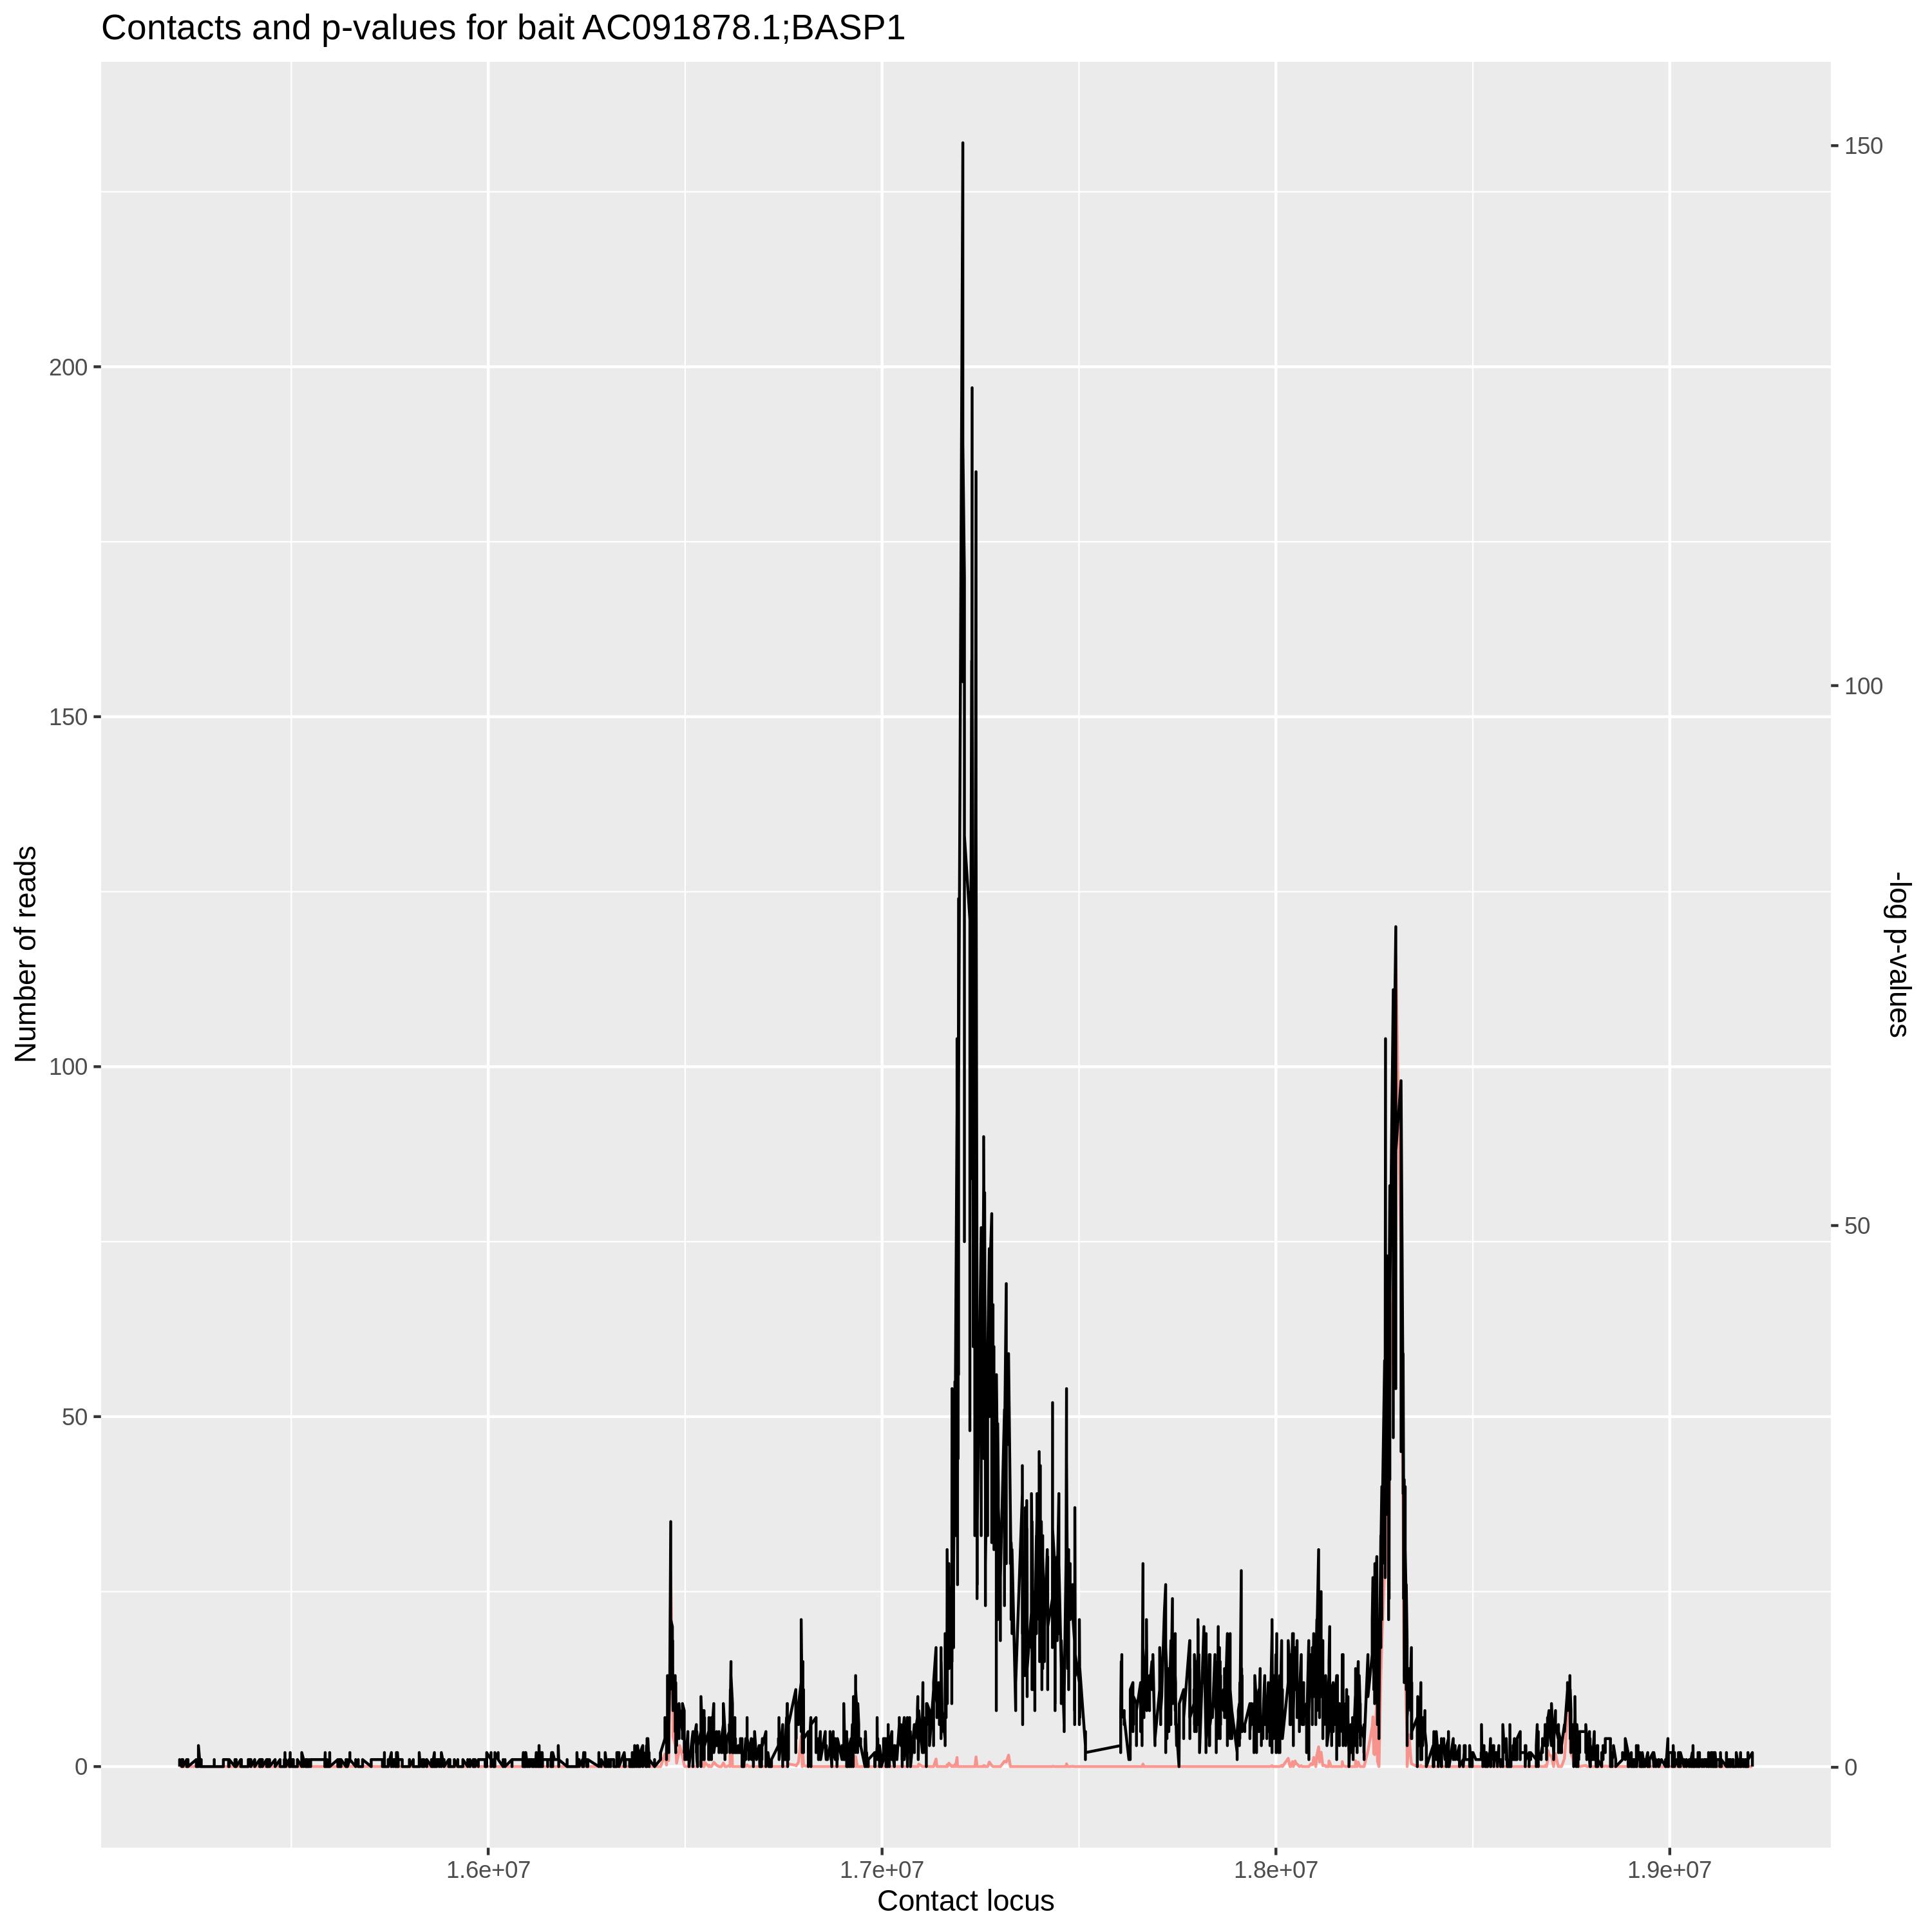 Contacts and p-values for bait AC091878.1;BASP1
Number of reads
200
150
100
50
0
150
100
50
0
-log p-values
1.6e+07
1.7e+07
1.8e+07
1.9e+07
Contact locus